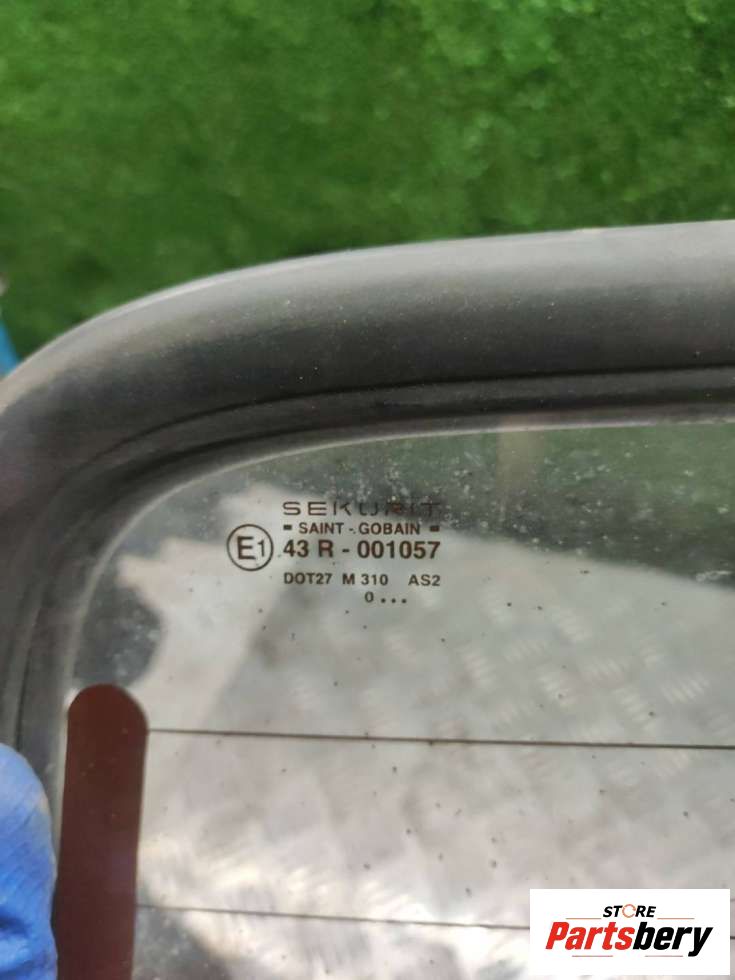 SEKURIT
SAINT - GOBAIN
E1 43 R - 001057
DOT27 M 310 AS2
0...
STORE
Partsbery